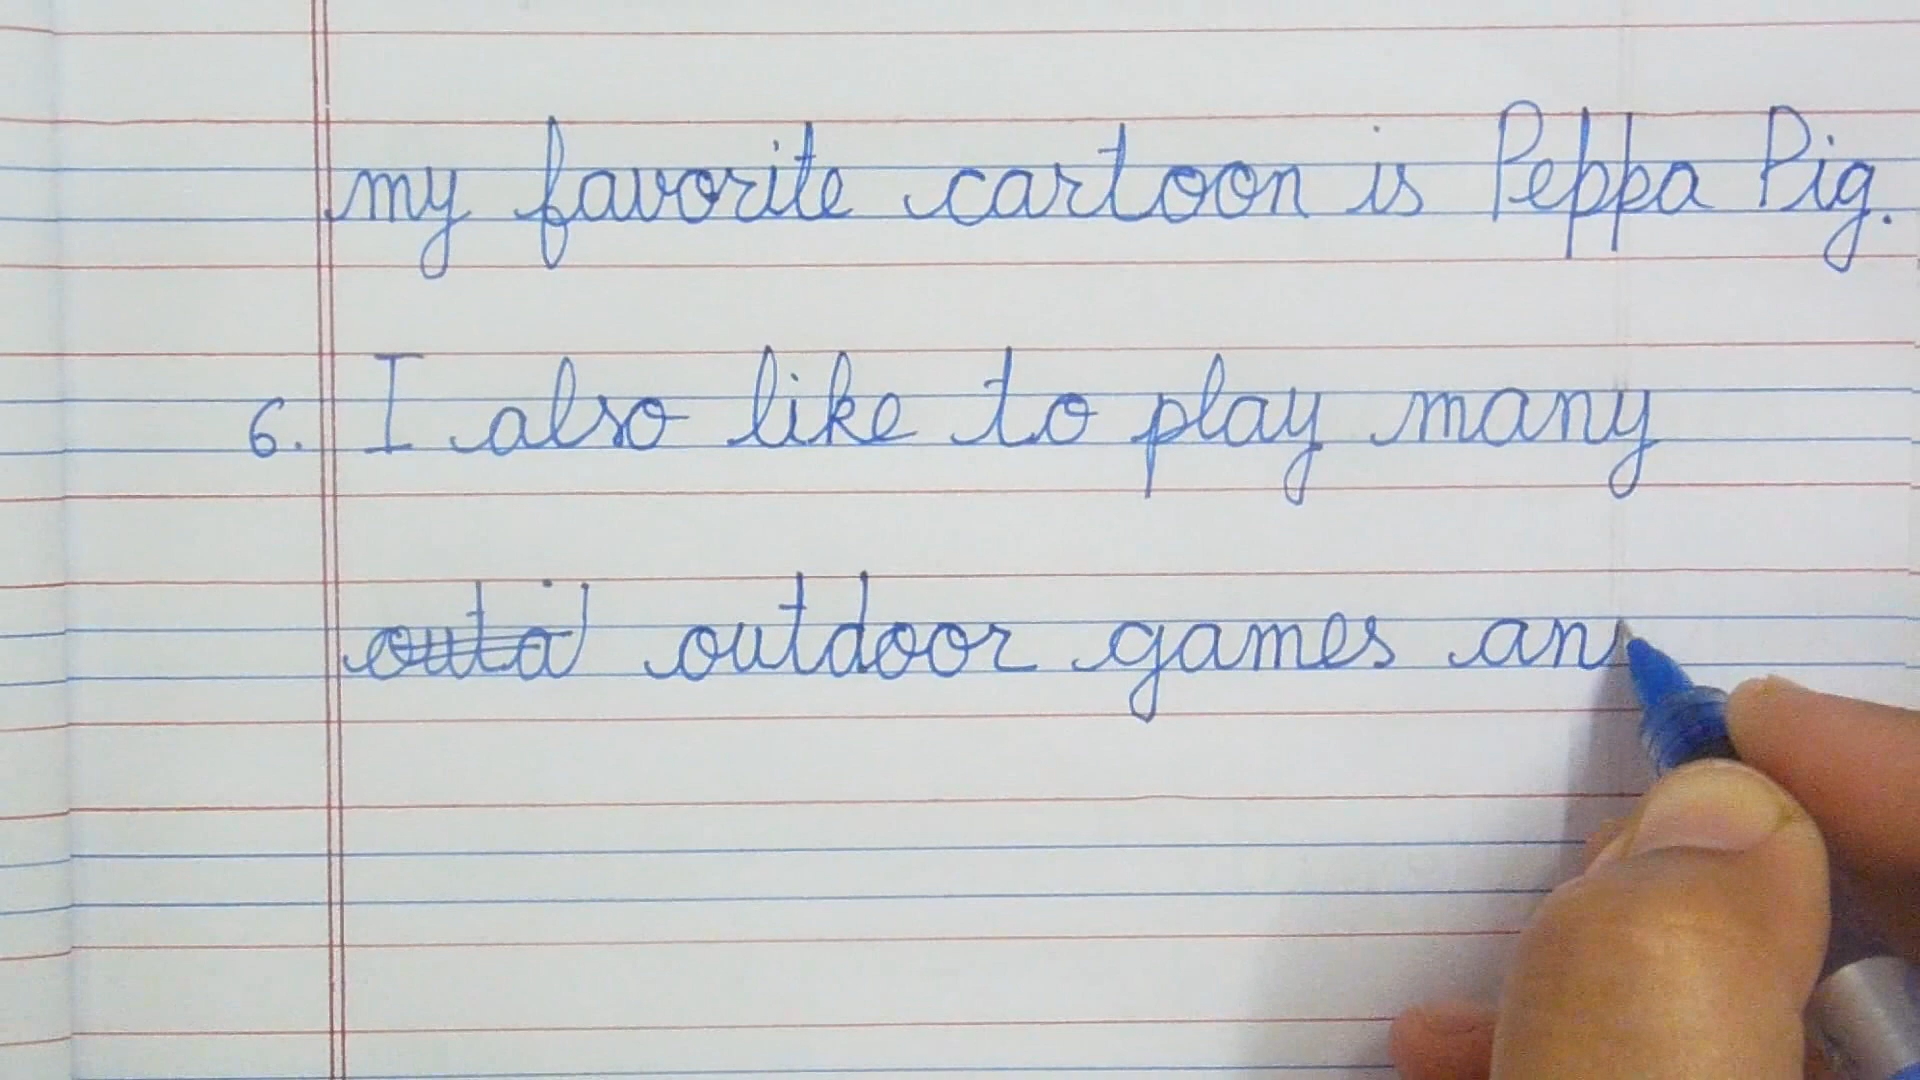 my favorite cartoon is Peppa Pig.
6. I also like to play many
outdoor games an